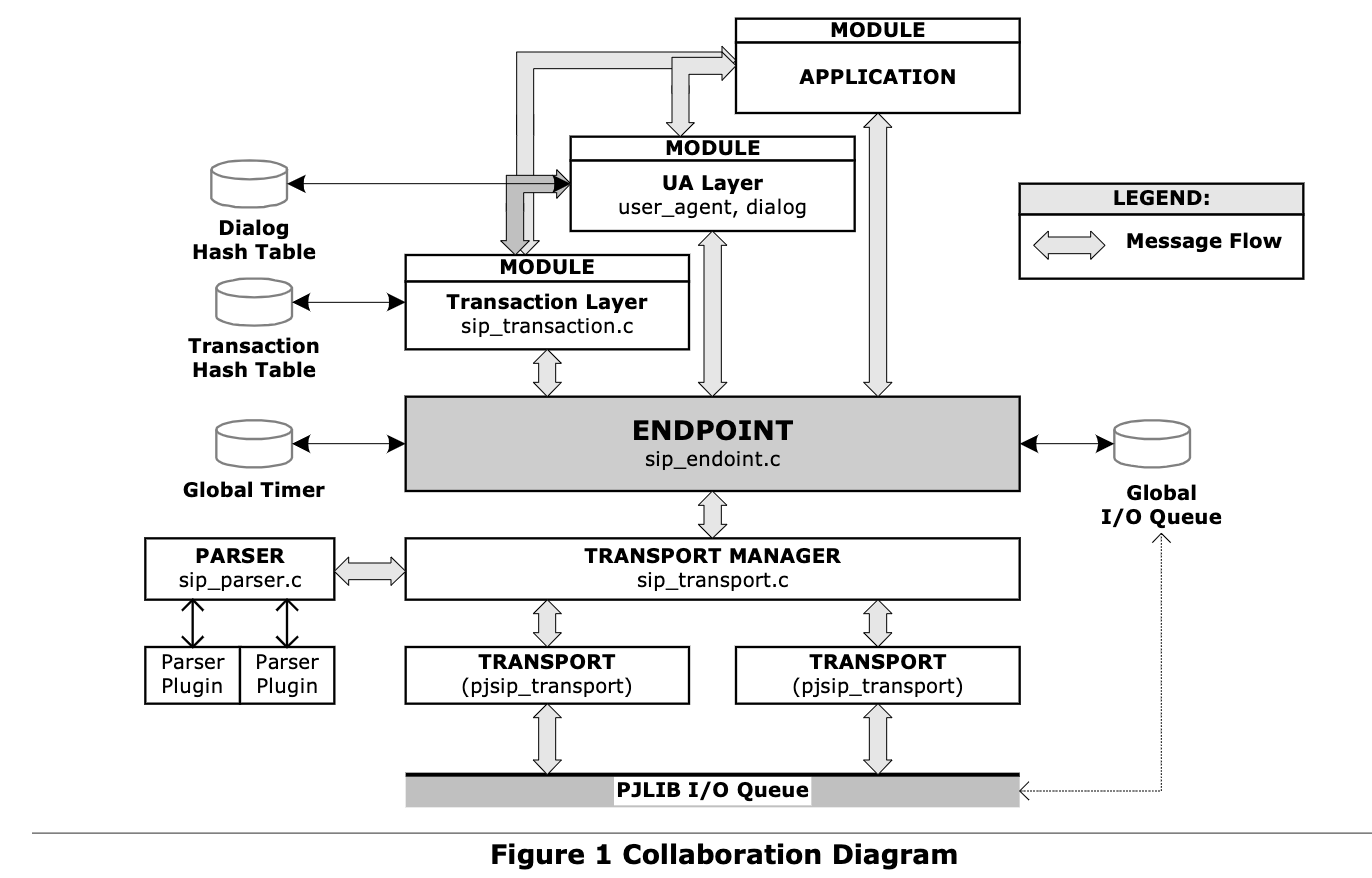 MODULE
APPLICATION
MODULE
UA Layer
user_agent, dialog
LEGEND:
Message Flow
Dialog
Hash Table
MODULE
Transaction Layer
sip_transaction.c
Transaction
Hash Table
ENDPOINT
sip_endoint.c
Global Timer
Global
I/O Queue
PARSER
sip_parser.c
TRANSPORT MANAGER
sip_transport.c
Parser
Plugin
Parser
Plugin
TRANSPORT
(pjsip_transport)
TRANSPORT
(pjsip_transport)
PJLIB I/O Queue
Figure 1 Collaboration Diagram